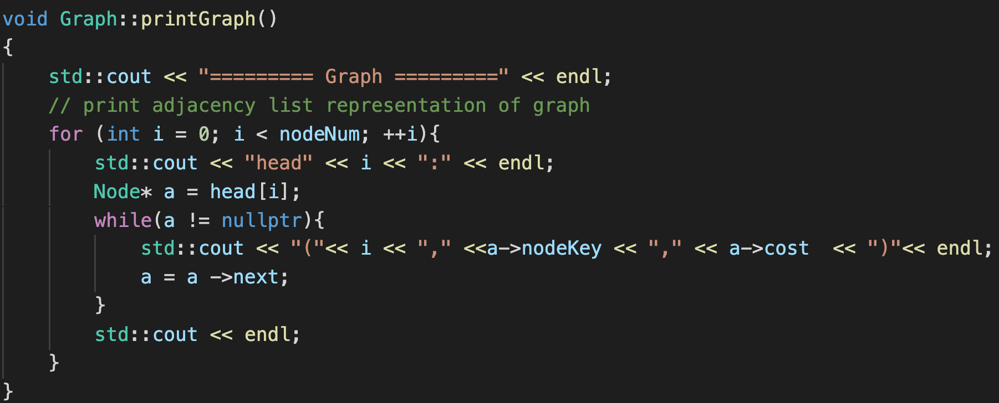 void Graph::printGraph()
{
    std::cout << "========= Graph =========" << endl;
    // print adjacency list representation of graph
    for (int i = 0; i < nodeNum; ++i){
        std::cout << "head" << i << ":" << endl;
        Node* a = head[i];
        while(a != nullptr){
            std::cout << "("<< i << "," <<a->nodeKey << "," << a->cost  << ")"<< endl;
            a = a ->next;
        }
        std::cout << endl;
    }
}